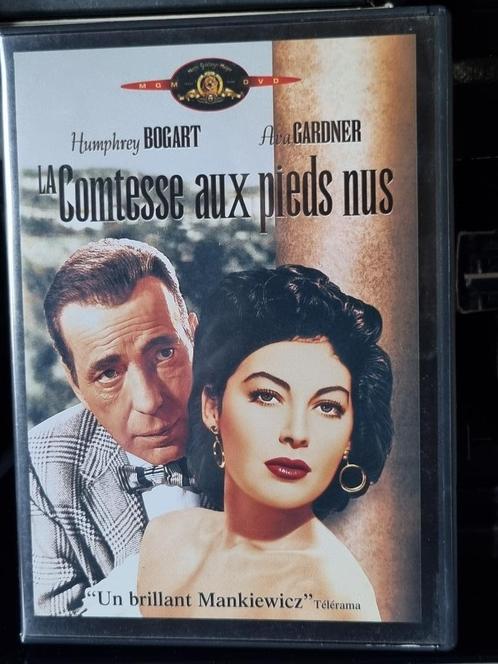 MGM DVD
Humphrey BOGART Ava GARDNER
LA Comtesse aux pieds nus
"Un brillant Mankiewicz" Télérama